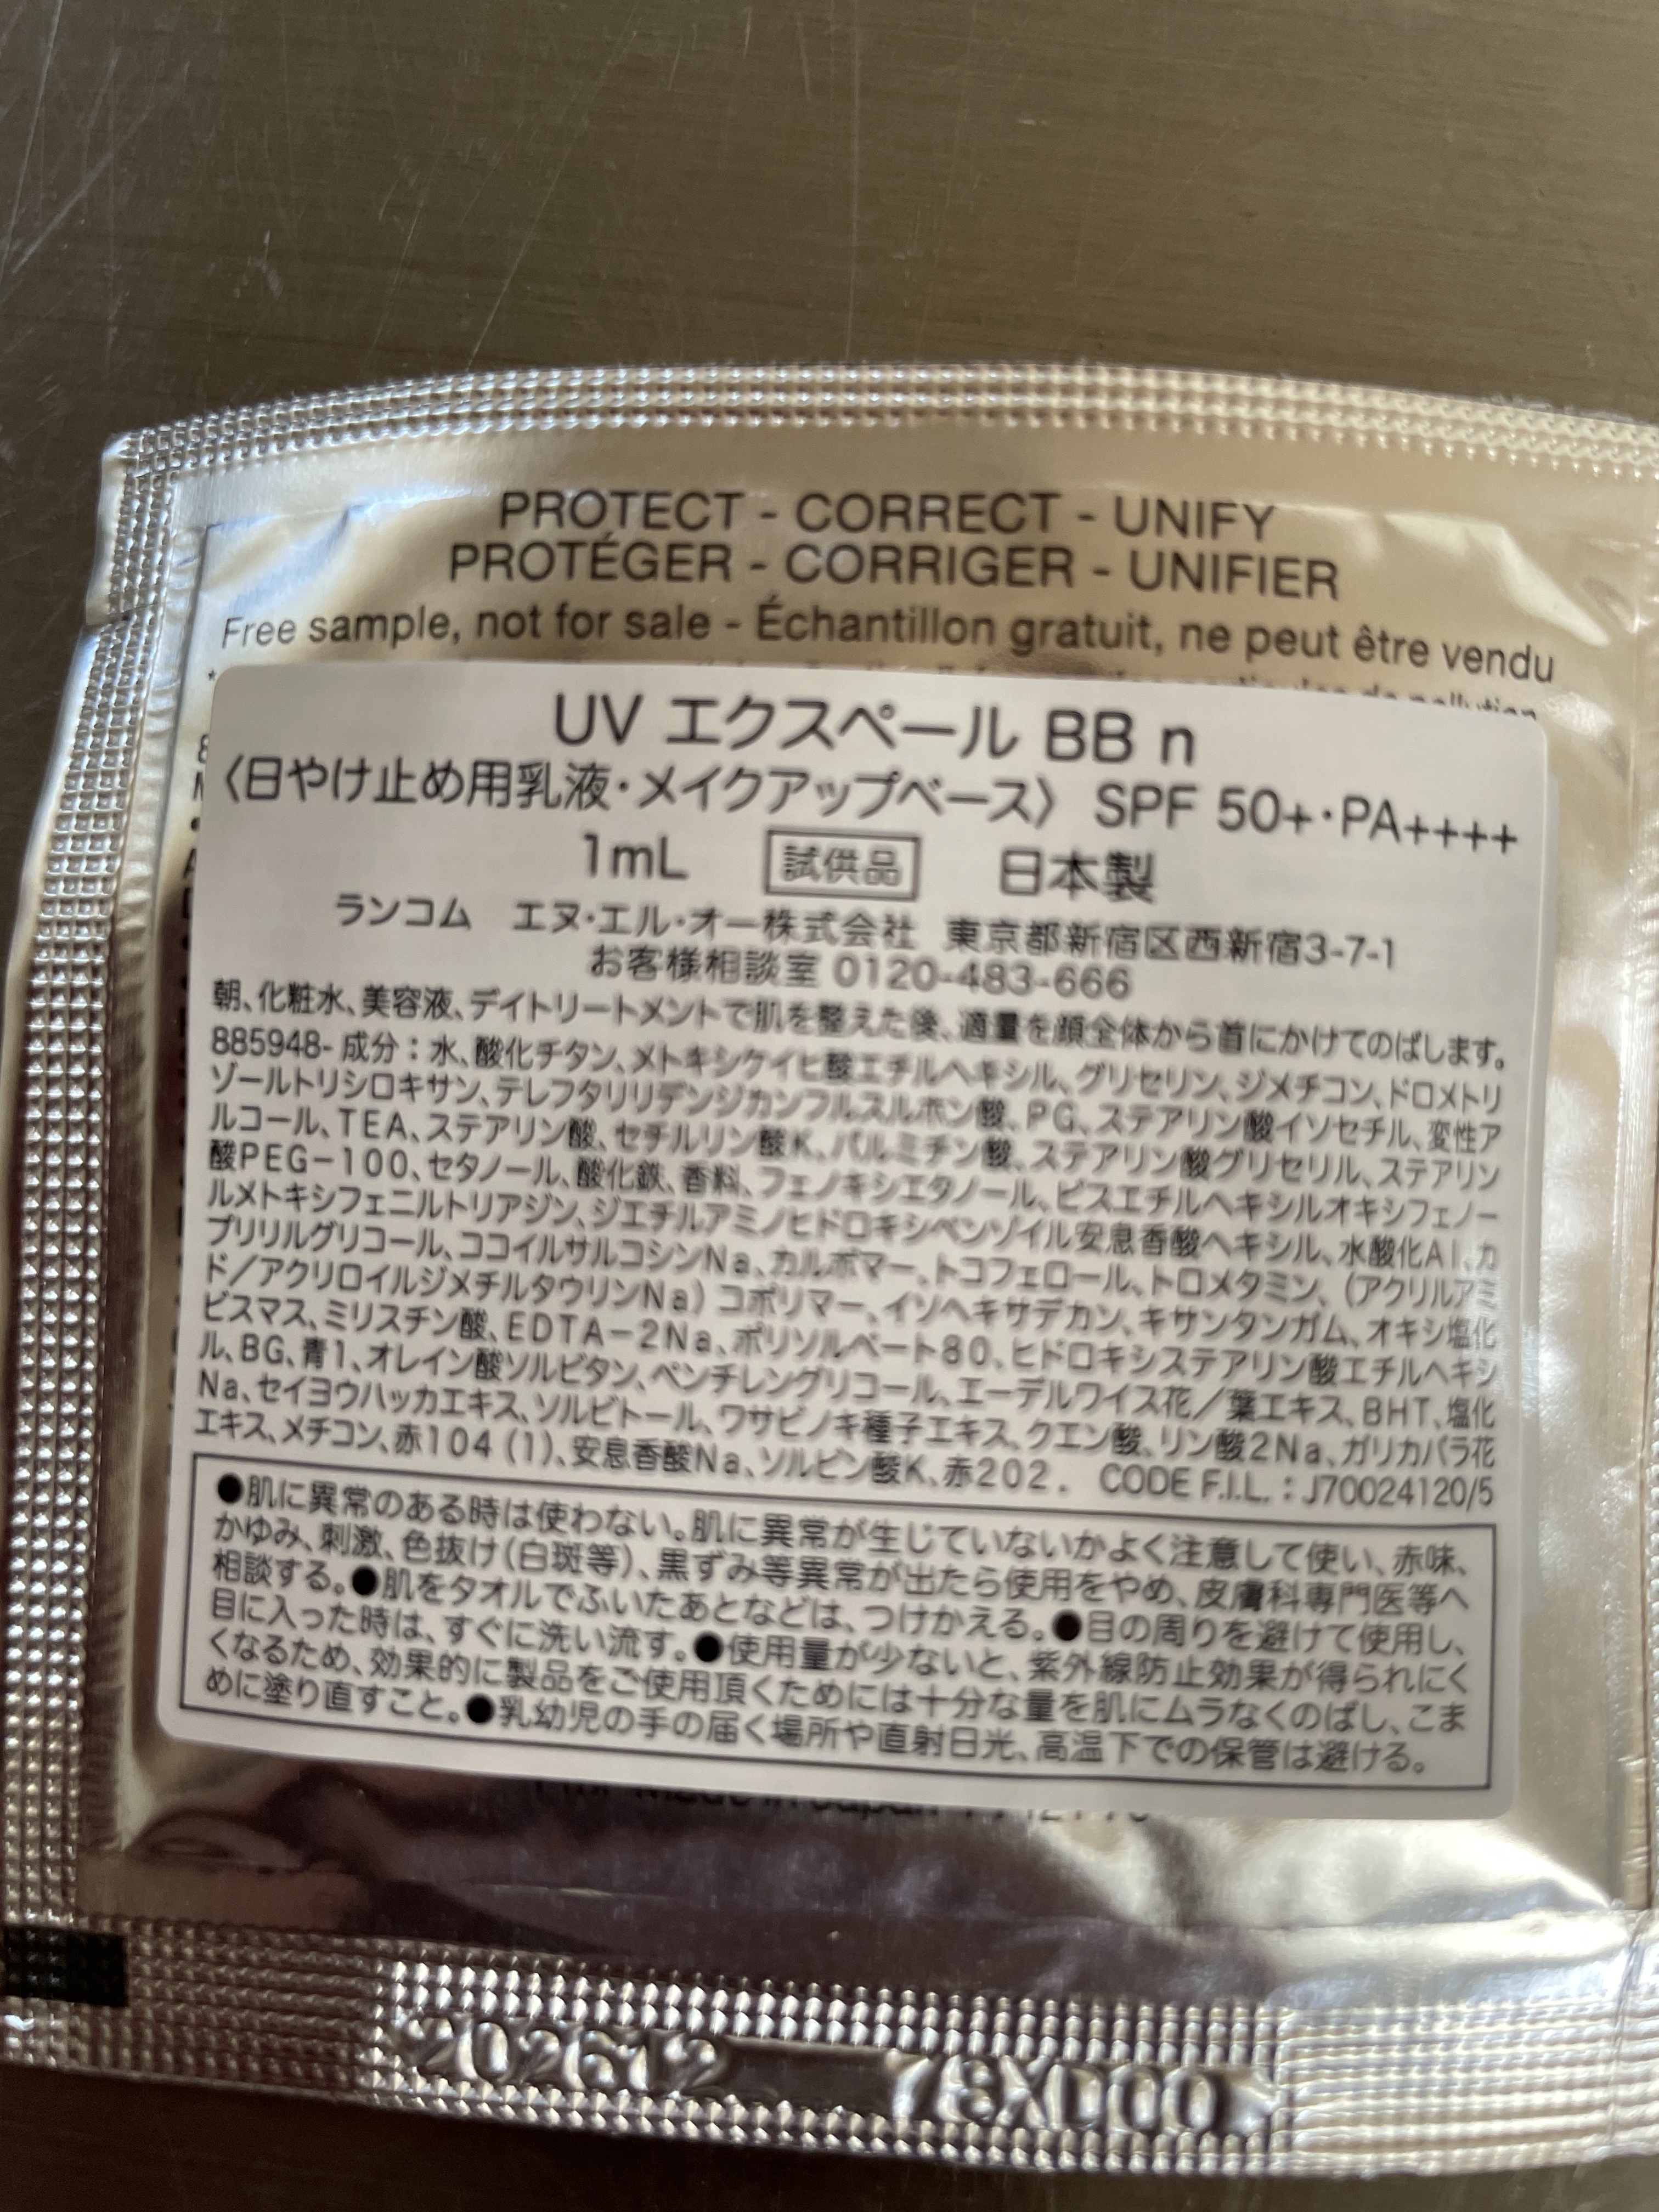 PROTECT - CORRECT - UNIFY
PROTÉGER - CORRIGER - UNIFIER
Free sample, not for sale - Échantillon gratuit, ne peut être vendu
UV エクスペール BB n
〈日やけ止め用乳液・メイクアップベース〉 SPF 50+・PA++++
1mL 試供品 日本製
ランコム エヌ・エル・オー株式会社 東京都新宿区西新宿3-7-1
お客様相談室 0120-483-666
朝、化粧水、美容液、デイトリートメントで肌を整えた後、適量を顔全体から首にかけてのばします。
885948- 成分：水、酸化チタン、メトキシケイヒ酸エチルヘキシル、グリセリン、ジメチコン、ドロメトリ
ゾールトリシロキサン、テレフタリリデンジカンフルスルホン酸、PG、ステアリン酸イソセチル、変性ア
ルコール、TEA、ステアリン酸、セチルリン酸K、パルミチン酸、ステアリン酸グリセリル、ステアリン
酸PEG－100、セタノール、酸化鉄、香料、フェノキシエタノール、ビスエチルヘキシルオキシフェノー
ルメトキシフェニルトリアジン、ジエチルアミノヒドロキシベンゾイル安息香酸ヘキシル、水酸化Al、カ
プリリルグリコール、ココイルサルコシンNa、カルボマー、トコフェロール、トロメタミン、(アクリルアミ
ド／アクリロイルジメチルタウリンNa) コポリマー、イソヘキサデカン、キサンタンガム、オキシ塩化
ビスマス、ミリスチン酸、EDTA－2Na、ポリソルベート80、ヒドロキシステアリン酸エチルヘキシ
ル、BG、青1、オレイン酸ソルビタン、ペンチレングリコール、エーデルワイス花／葉エキス、BHT、塩化
Na、セイヨウハッカエキス、ソルビトール、ワサビノキ種子エキス、クエン酸、リン酸2Na、ガリカバラ花
エキス、メチコン、赤104 (1)、安息香酸Na、ソルビン酸K、赤202． CODE F.I.L.：J70024120/5
●肌に異常のある時は使わない。肌に異常が生じていないかよく注意して使い、赤味、
かゆみ、刺激、色抜け(白斑等)、黒ずみ等異常が出たら使用をやめ、皮膚科専門医等へ
相談する。●肌をタオルでふいたあとなどは、つけかえる。●目の周りを避けて使用し、
目に入った時は、すぐに洗い流す。●使用量が少ないと、紫外線防止効果が得られにく
くなるため、効果的に製品をご使用頂くためには十分な量を肌にムラなくのばし、こま
めに塗り直すこと。●乳幼児の手の届く場所や直射日光、高温下での保管は避ける。
202612 78XD00